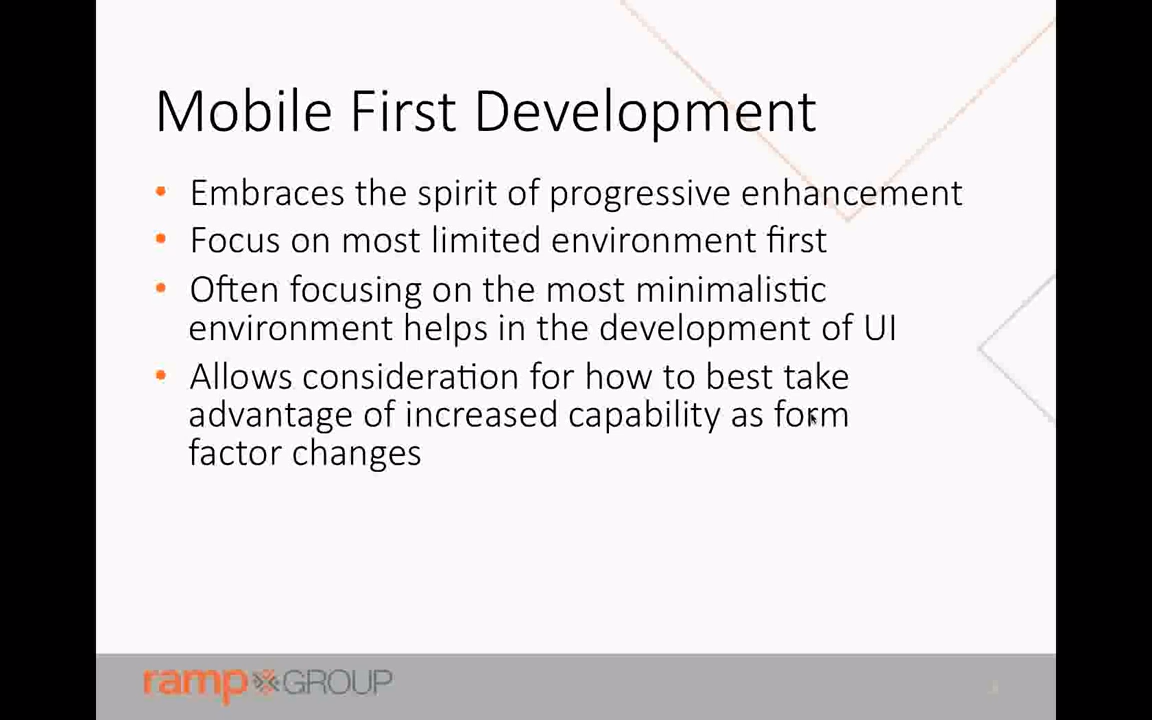 Mobile First Development
• Embraces the spirit of progressive enhancement
• Focus on most limited environment first
• Often focusing on the most minimalistic
environment helps in the development of UI
• Allows consideration for how to best take
advantage of increased capability as form
factor changes
ramp GROUP